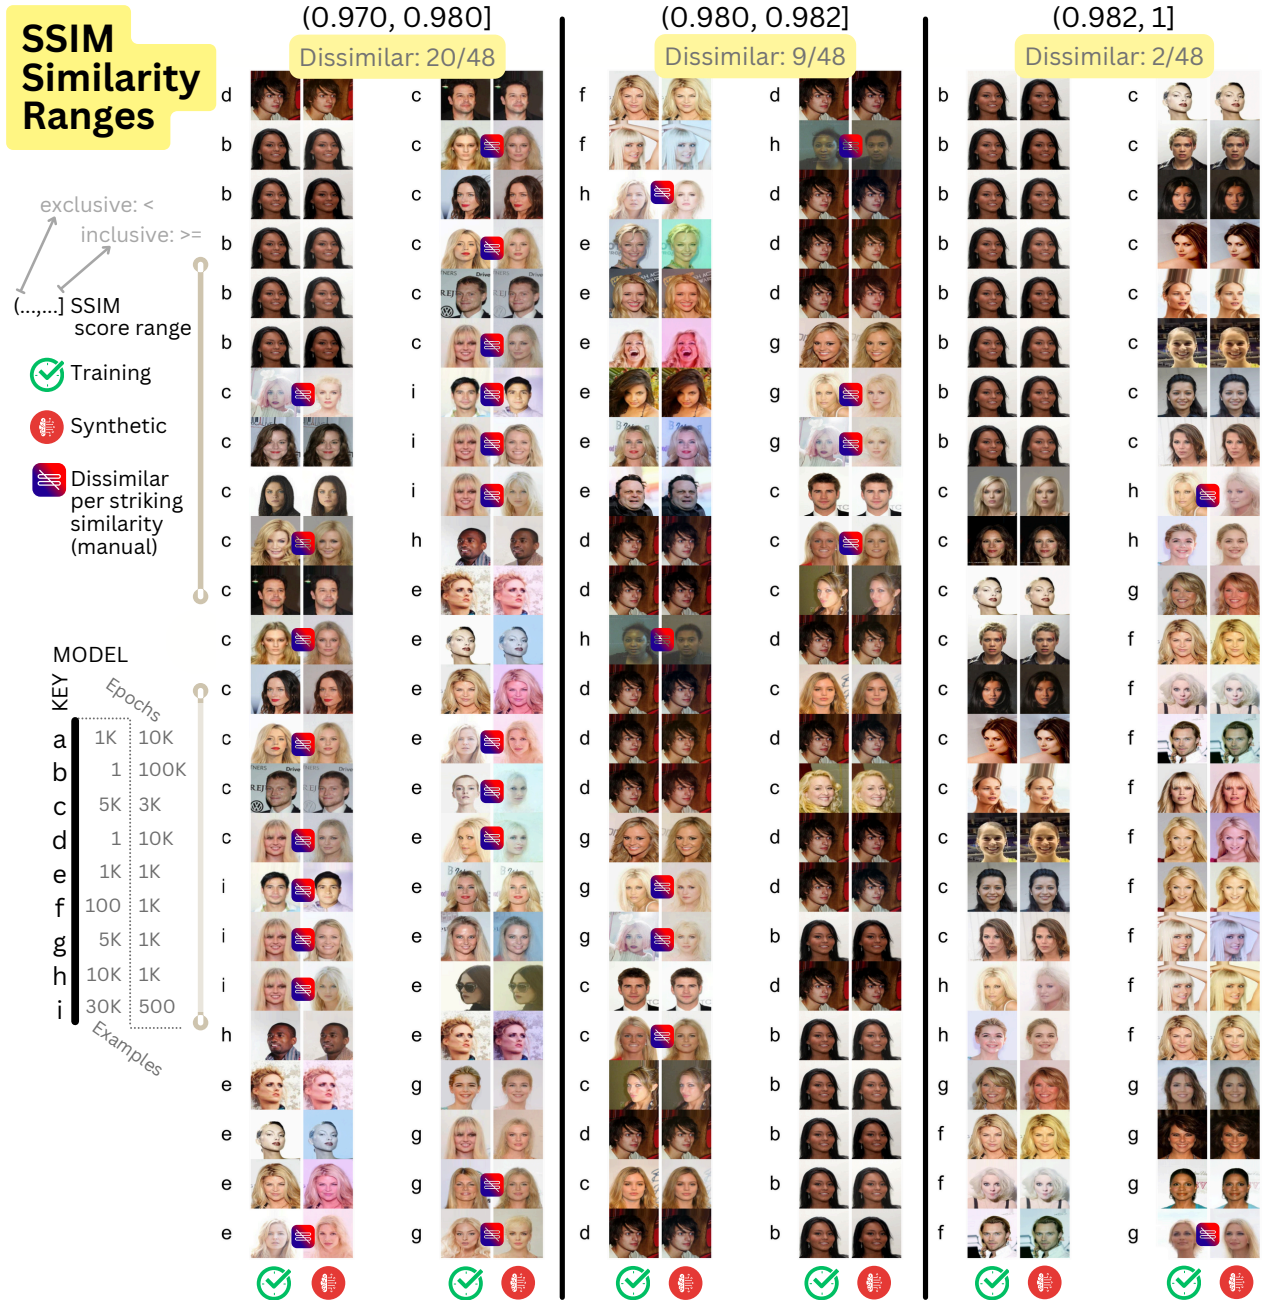 SSIM
Similarity
Ranges
(0.970, 0.980]
Dissimilar: 20/48
(0.980, 0.982]
Dissimilar: 9/48
(0.982, 1]
Dissimilar: 2/48
exclusive: <
inclusive: >=
(...,...] SSIM
score range
Training
Synthetic
Dissimilar
per striking
similarity
(manual)
MODEL
KEY
Epochs
a 1K 10K
b 1 100K
c 5K 3K
d 1 10K
e 1K 1K
f 100 1K
g 5K 1K
h 10K 1K
i 30K 500
Examples
d c f d b c
b c f h b c
b c h d b c
b c e d b c
b c e d b c
b c e g b c
c i e g b c
c i e g b c
c i e c c h
c h d c c h
c e d c c g
c e h d c f
c e d c c f
c e d d c f
c e d c c f
c e g d c f
i e g d c f
i e g b c f
i e c d h f
h e c b h f
e g c b g g
e g d b f g
e g c b f g
e g d b f g